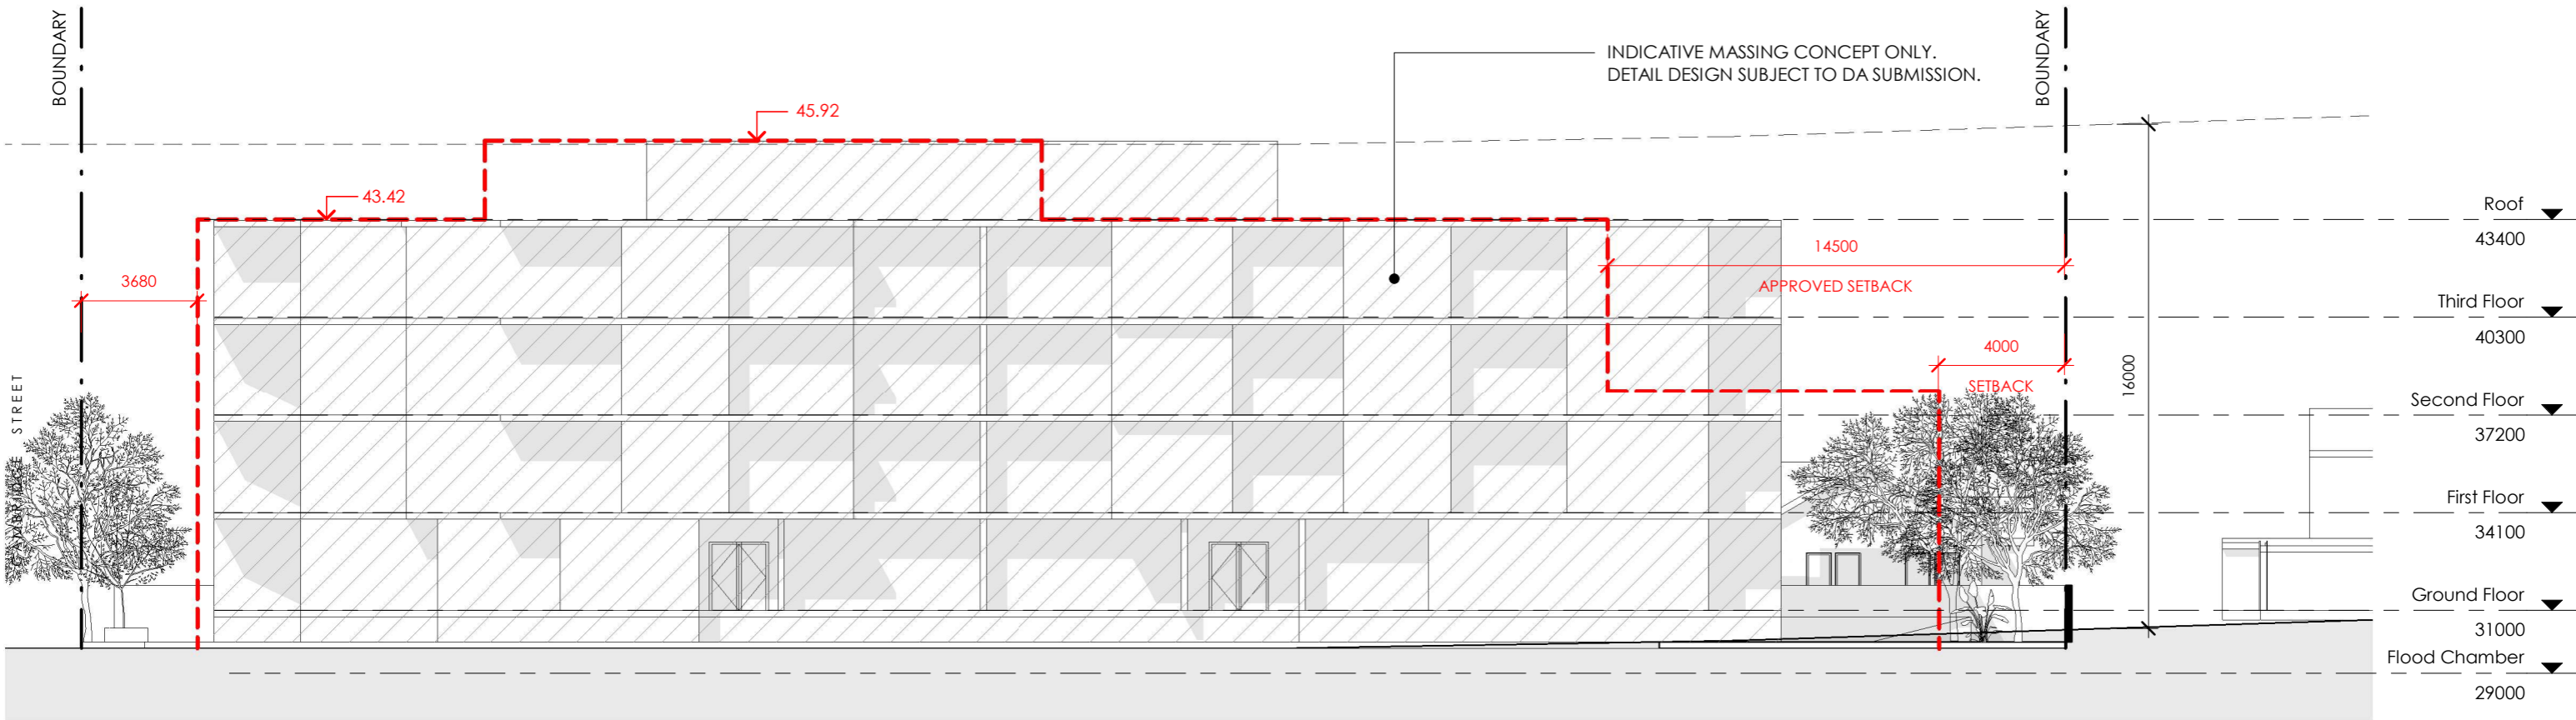 BOUNDARY
BOUNDARY
INDICATIVE MASSING CONCEPT ONLY.
DETAIL DESIGN SUBJECT TO DA SUBMISSION.
45.92
43.42
Roof
43400
14500
APPROVED SETBACK
3680
Third Floor
40300
4000
SETBACK
16000
Second Floor
37200
CAMBRIDGE STREET
First Floor
34100
Ground Floor
31000
Flood Chamber
29000